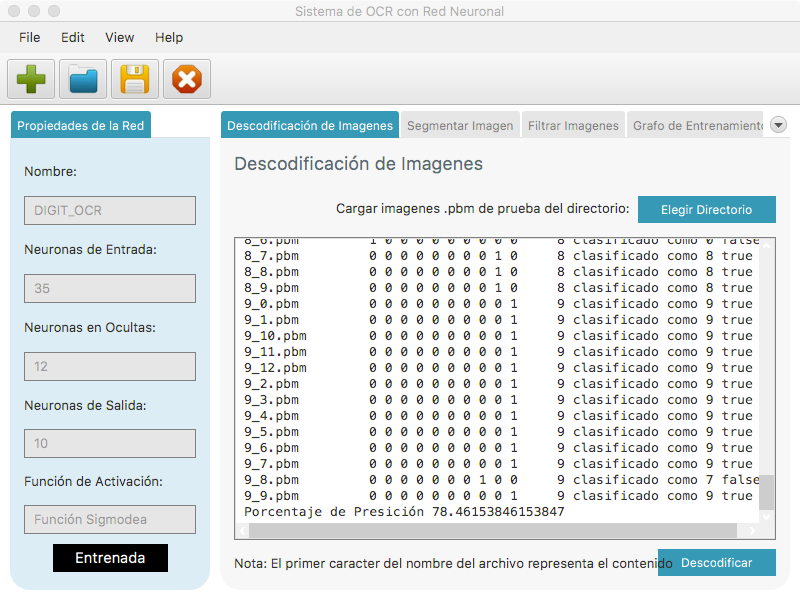 Sistema de OCR con Red Neuronal
File Edit View Help
Propiedades de la Red
Nombre:
DIGIT_OCR
Neuronas de Entrada:
35
Neuronas en Ocultas:
12
Neuronas de Salida:
10
Función de Activación:
Función Sigmodea
Entrenada
Descodificación de Imagenes Segmentar Imagen Filtrar Imagenes Grafo de Entrenamiento
Descodificación de Imagenes
Cargar imagenes .pbm de prueba del directorio: Elegir Directorio
8_6.pbm 1 0 0 0 0 0 0 0 0 0 8 clasificado como 0 false
8_7.pbm 0 0 0 0 0 0 0 0 1 0 8 clasificado como 8 true
8_8.pbm 0 0 0 0 0 0 0 0 1 0 8 clasificado como 8 true
8_9.pbm 0 0 0 0 0 0 0 0 1 0 8 clasificado como 8 true
9_0.pbm 0 0 0 0 0 0 0 0 0 1 9 clasificado como 9 true
9_1.pbm 0 0 0 0 0 0 0 0 0 1 9 clasificado como 9 true
9_10.pbm 0 0 0 0 0 0 0 0 0 1 9 clasificado como 9 true
9_11.pbm 0 0 0 0 0 0 0 0 0 1 9 clasificado como 9 true
9_12.pbm 0 0 0 0 0 0 0 0 0 1 9 clasificado como 9 true
9_2.pbm 0 0 0 0 0 0 0 0 0 1 9 clasificado como 9 true
9_3.pbm 0 0 0 0 0 0 0 0 0 1 9 clasificado como 9 true
9_4.pbm 0 0 0 0 0 0 0 0 0 1 9 clasificado como 9 true
9_5.pbm 0 0 0 0 0 0 0 0 0 1 9 clasificado como 9 true
9_6.pbm 0 0 0 0 0 0 0 0 0 1 9 clasificado como 9 true
9_7.pbm 0 0 0 0 0 0 0 0 0 1 9 clasificado como 9 true
9_8.pbm 0 0 0 0 0 0 0 1 0 0 9 clasificado como 7 false
9_9.pbm 0 0 0 0 0 0 0 0 0 1 9 clasificado como 9 true
Porcentaje de Presición 78.46153846153847
Nota: El primer caracter del nombre del archivo representa el contenido Descodificar